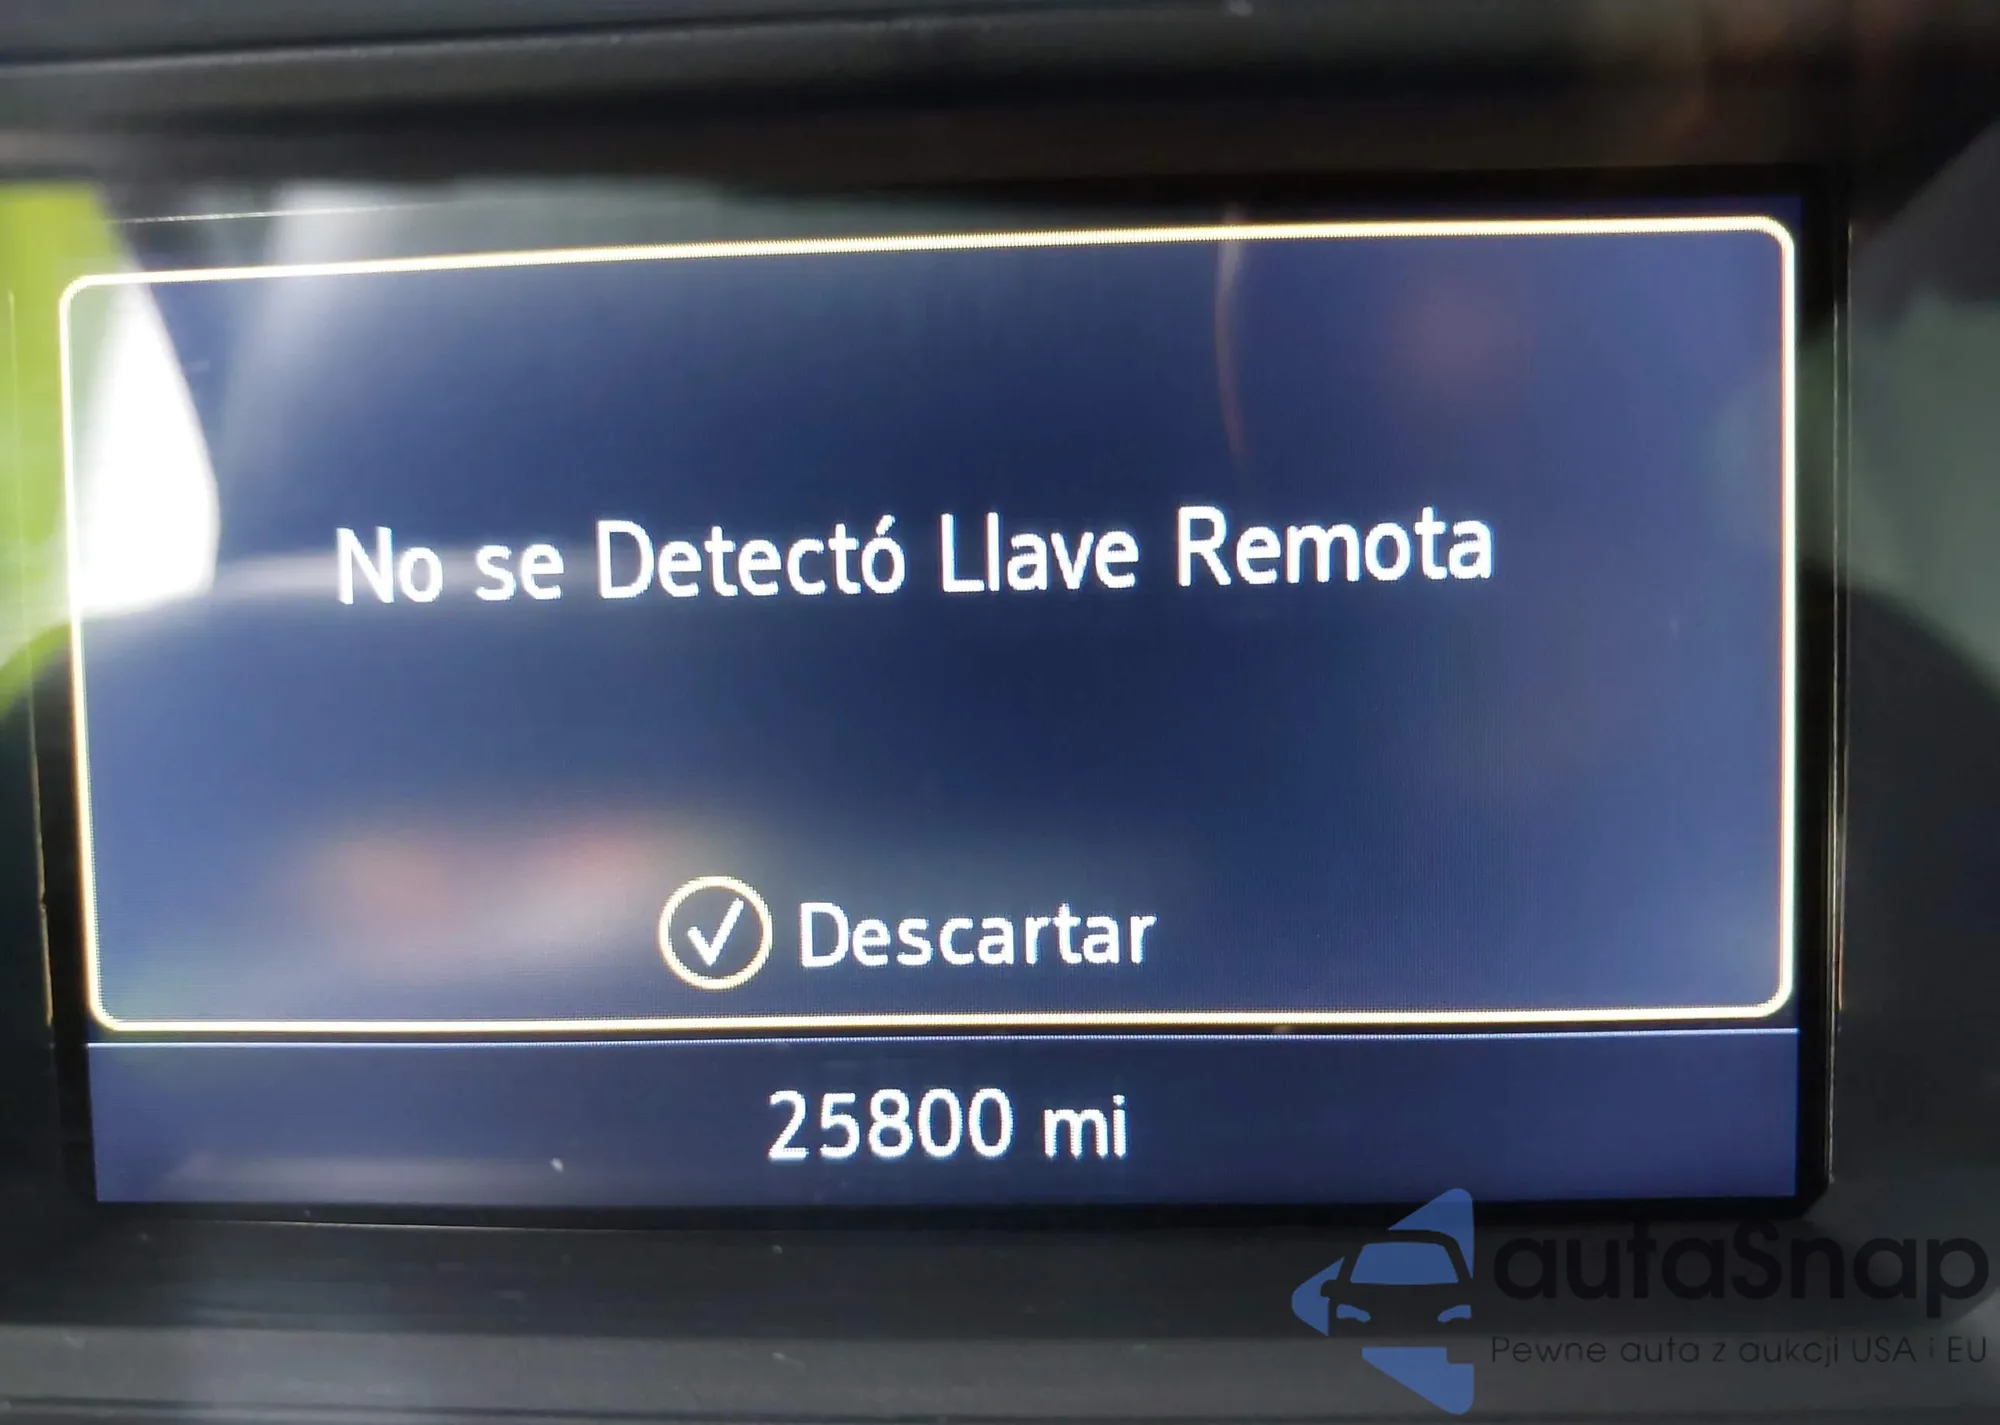 No se Detectó Llave Remota
Descartar
25800 mi
autaSnap
Pewne auta z aukcji USA i EU